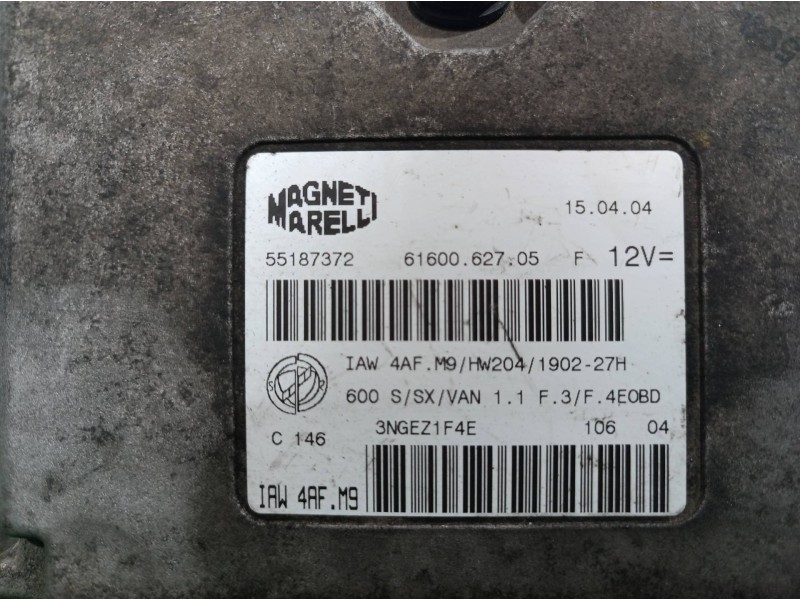 MAGNETI
MARELLI
15.04.04
55187372 61600.627.05 F 12V=
IAW 4AF.M9/HW204/1902-27H
600 S/SX/VAN 1.1 F.3/F.4EOBD
C 146 3NGEZ1F4E 106 04
IAW 4AF.M9